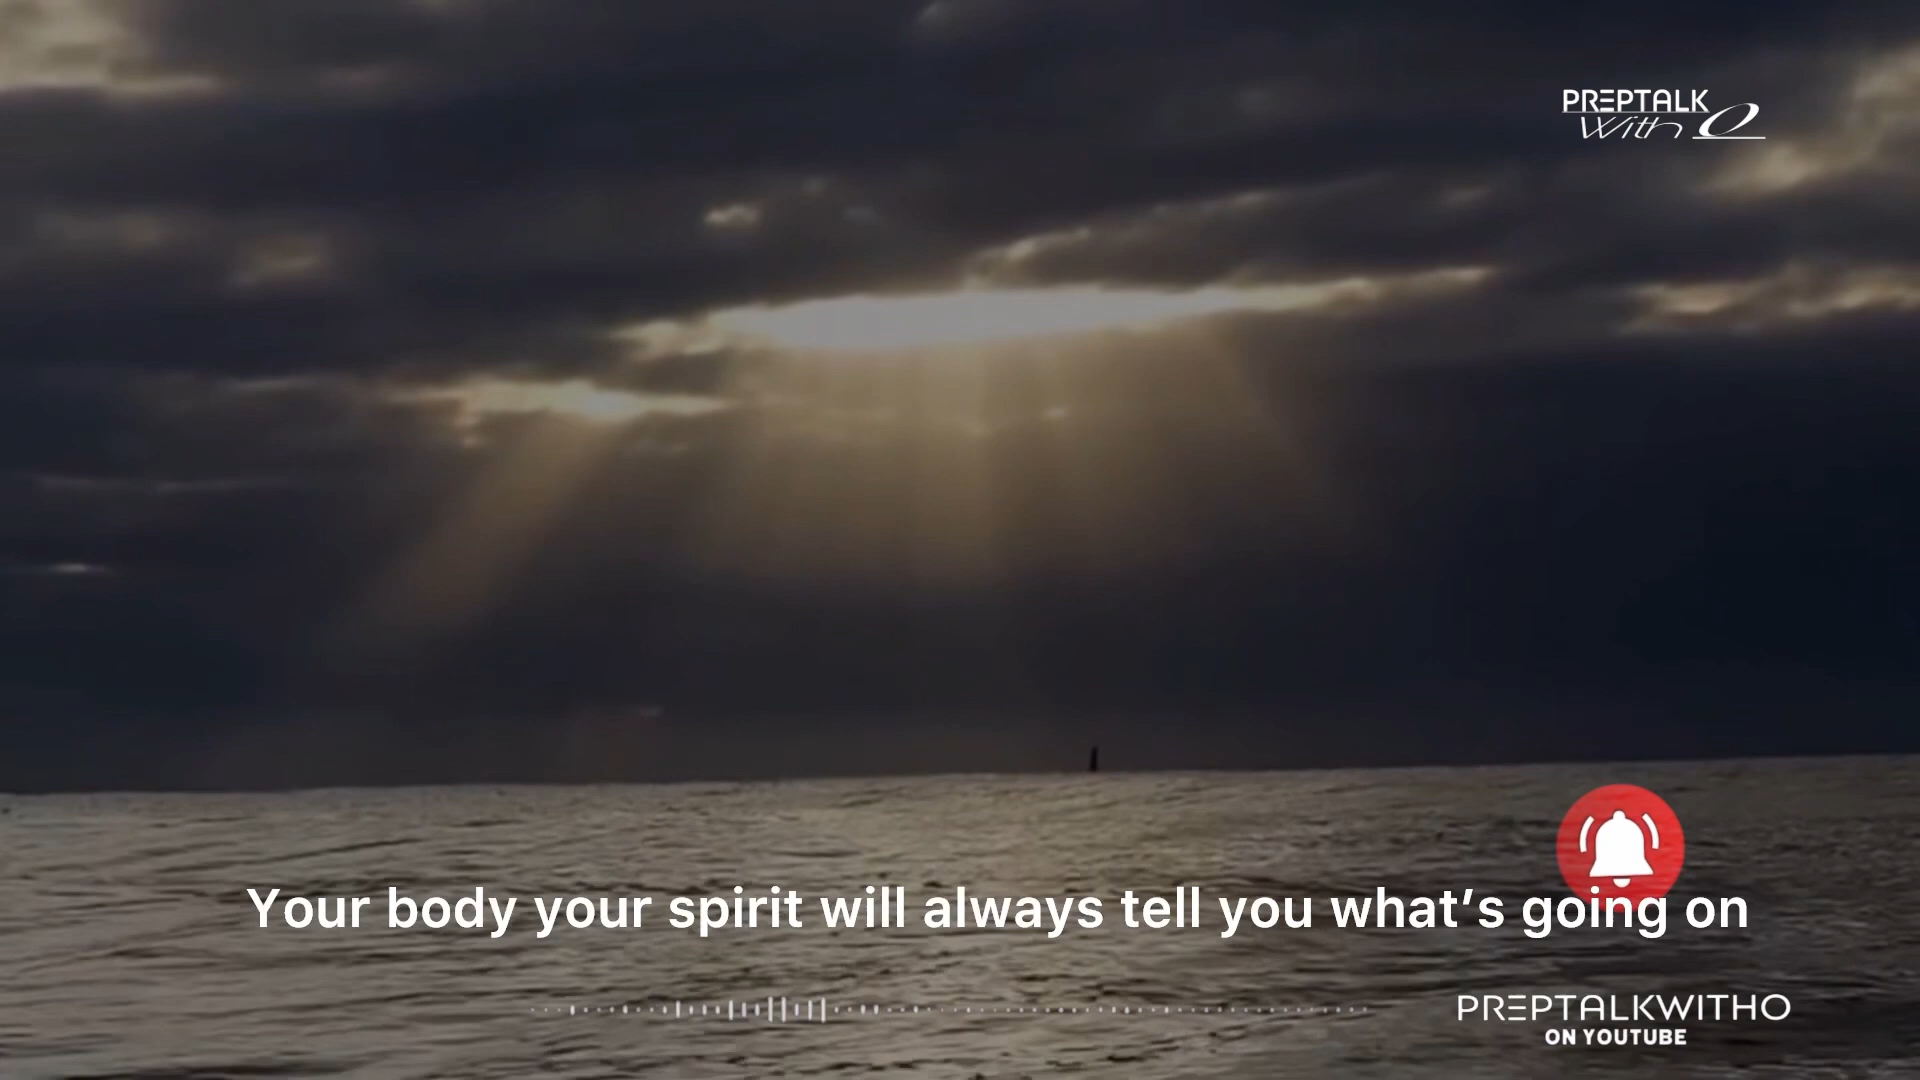 PREPTALK
With O
Your body your spirit will always tell you what’s going on
PREPTALKWITHO
ON YOUTUBE